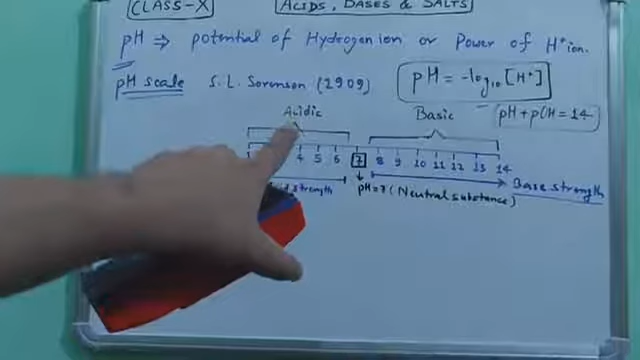 CLASS-X ACIDS, BASES & SALTS
pH ⇒ potential of Hydrogen ion or Power of H⁺ ion.
pH scale S. L. Sorenson (1909) pH = -log₁₀[H⁺]
Acidic Basic pH + pOH = 14
1 4 5 6 7 8 9 10 11 12 13 14
strength pH = 7 (Neutral substance) Base strength